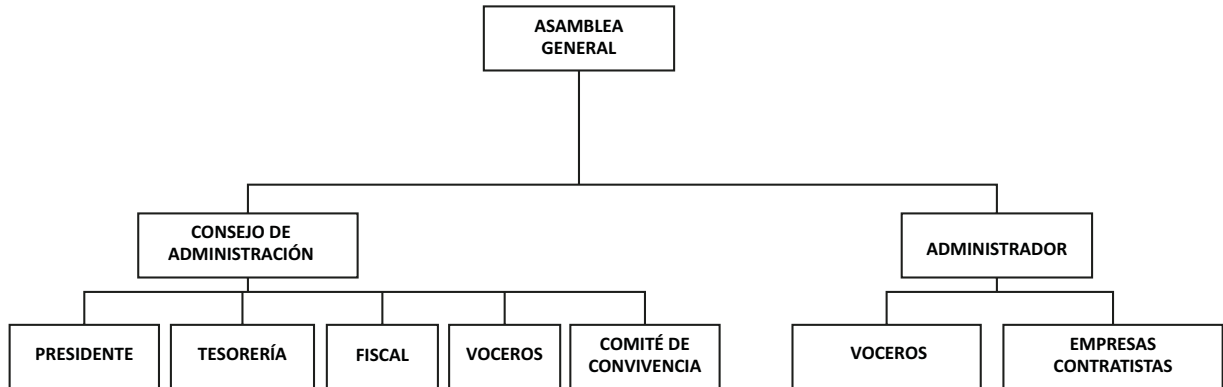 ASAMBLEA
GENERAL
CONSEJO DE
ADMINISTRACIÓN
ADMINISTRADOR
PRESIDENTE
TESORERÍA
FISCAL
VOCEROS
COMITÉ DE
CONVIVENCIA
VOCEROS
EMPRESAS
CONTRATISTAS